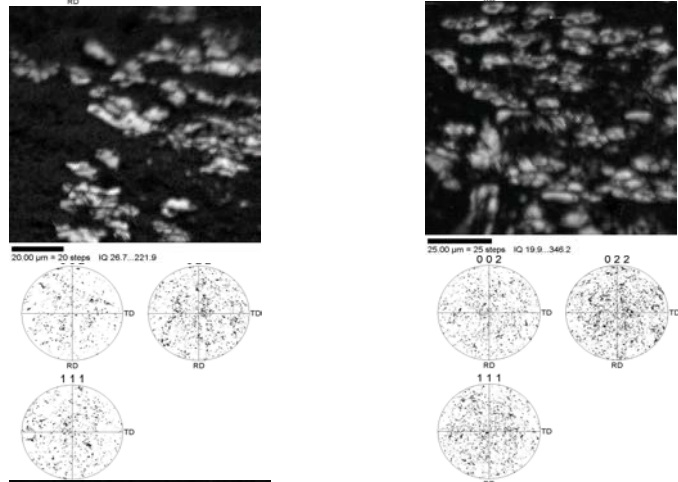 RD
20.00 µm = 20 steps IQ 26.7...221.9
TD
TD
RD
RD
1 1 1
TD
25.00 µm = 25 steps IQ 19.9...346.2
0 0 2
0 2 2
TD
TD
RD
RD
1 1 1
TD